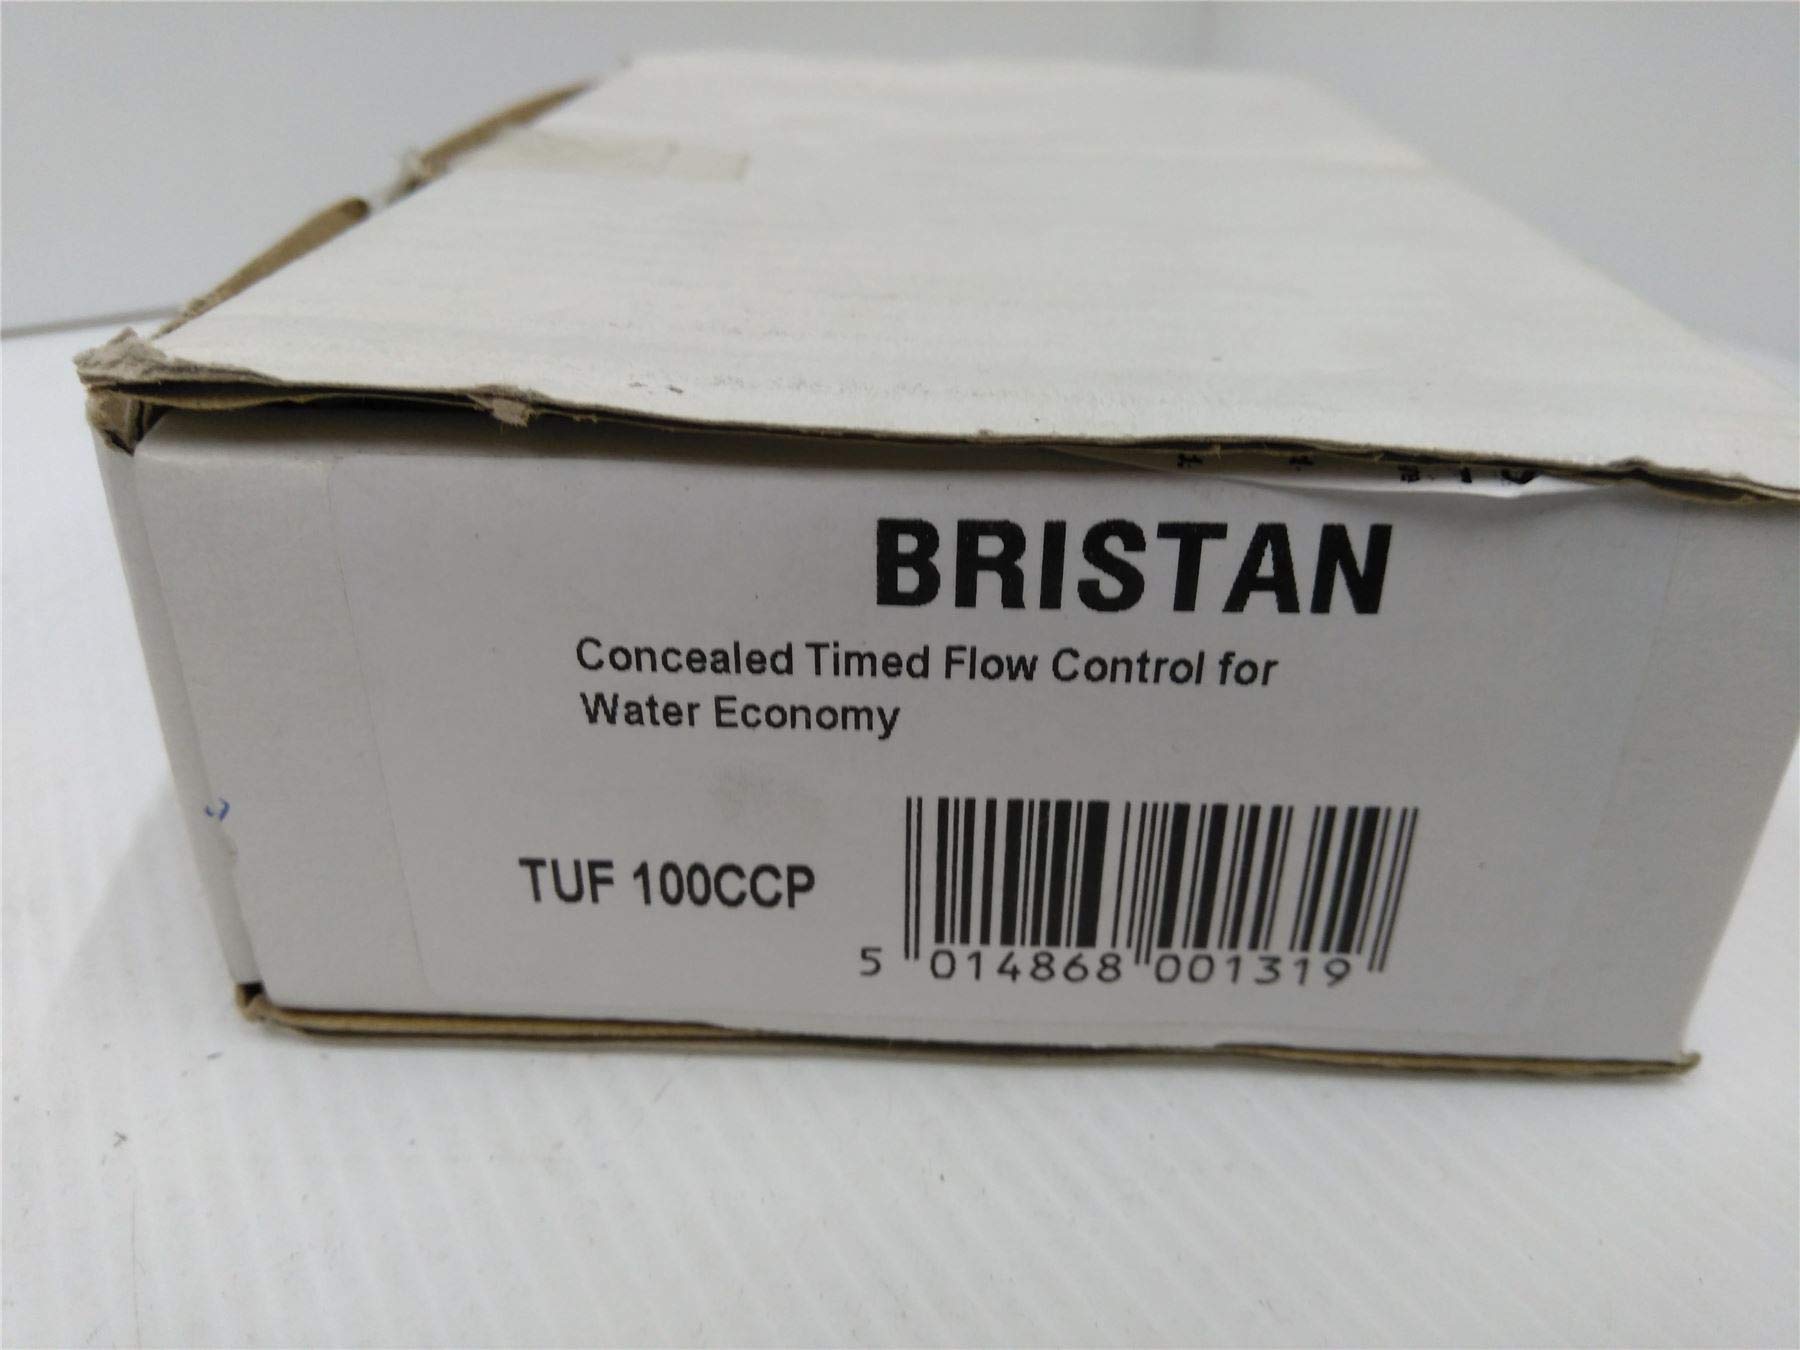 BRISTAN
Concealed Timed Flow Control for
Water Economy
TUF 100CCP
5 014868 001319